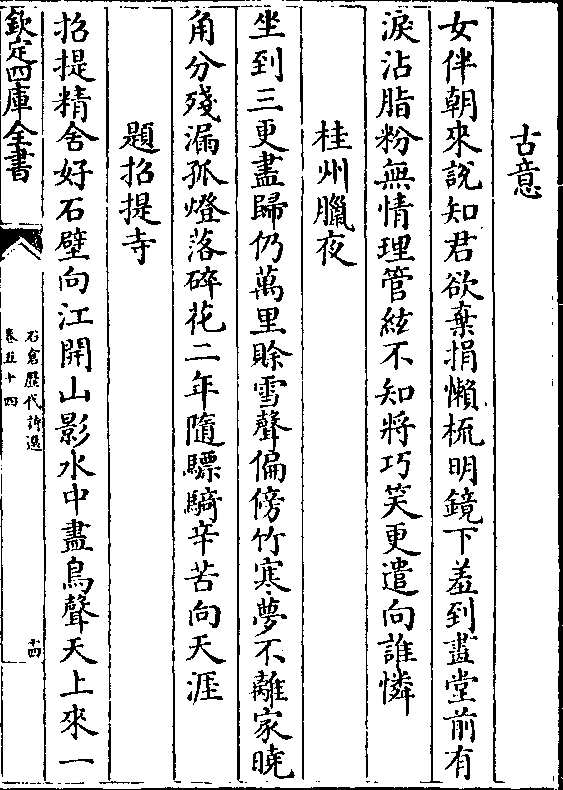 古意
女伴朝來說知君欲棄捐懶梳明鏡下羞到畫堂前有
淚沾脂粉無情理管絃不知將巧笑更遣向誰憐
桂州臘夜
坐到三更盡歸仍萬里賒雪聲偏傍竹寒夢不離家曉
角分殘漏孤燈落碎花二年隨驃騎辛苦向天涯
題招提寺
招提精舍好石壁向江開山影水中盡鳥聲天上來一
欽定四庫全書
石倉歷代詩選
卷五十四
十四